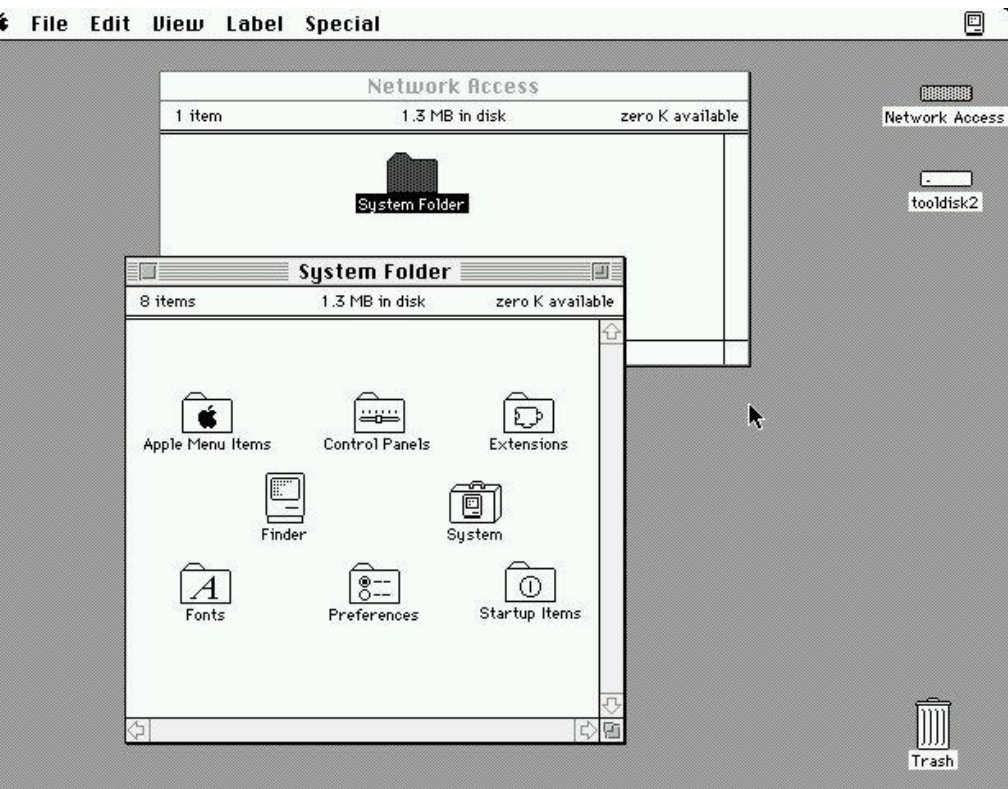 File Edit View Label Special
Network Access
1 item 1.3 MB in disk zero K available
Network Access
System Folder
tooldisk2
System Folder
8 items 1.3 MB in disk zero K available
Apple Menu Items Control Panels Extensions
Finder System
Fonts Preferences Startup Items
Trash